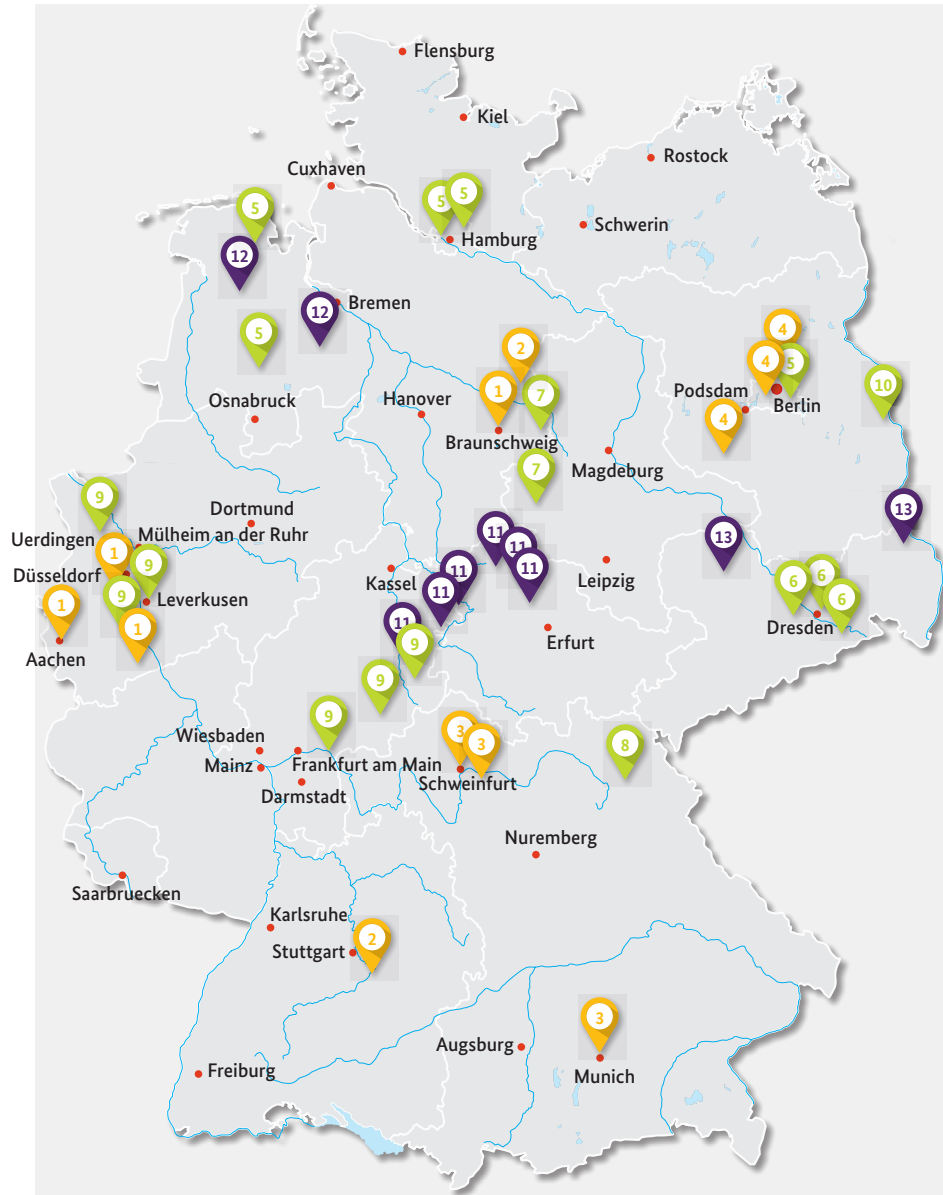 Flensburg
Kiel
Rostock
Cuxhaven
5
5
5
Schwerin
Hamburg
12
Bremen
12
5
4
2
4
5
10
1
7
Podsdam
Berlin
Osnabruck
Hanover
4
Braunschweig
Magdeburg
7
9
Dortmund
13
Uerdingen
Mülheim an der Ruhr
11
13
1
11
9
Düsseldorf
Kassel
11
11
Leipzig
6
6
9
Leverkusen
11
6
1
1
11
Dresden
Aachen
Erfurt
9
9
9
Wiesbaden
3
3
8
Mainz
Frankfurt am Main
Schweinfurt
Darmstadt
Nuremberg
Saarbruecken
Karlsruhe
2
Stuttgart
3
Augsburg
Freiburg
Munich